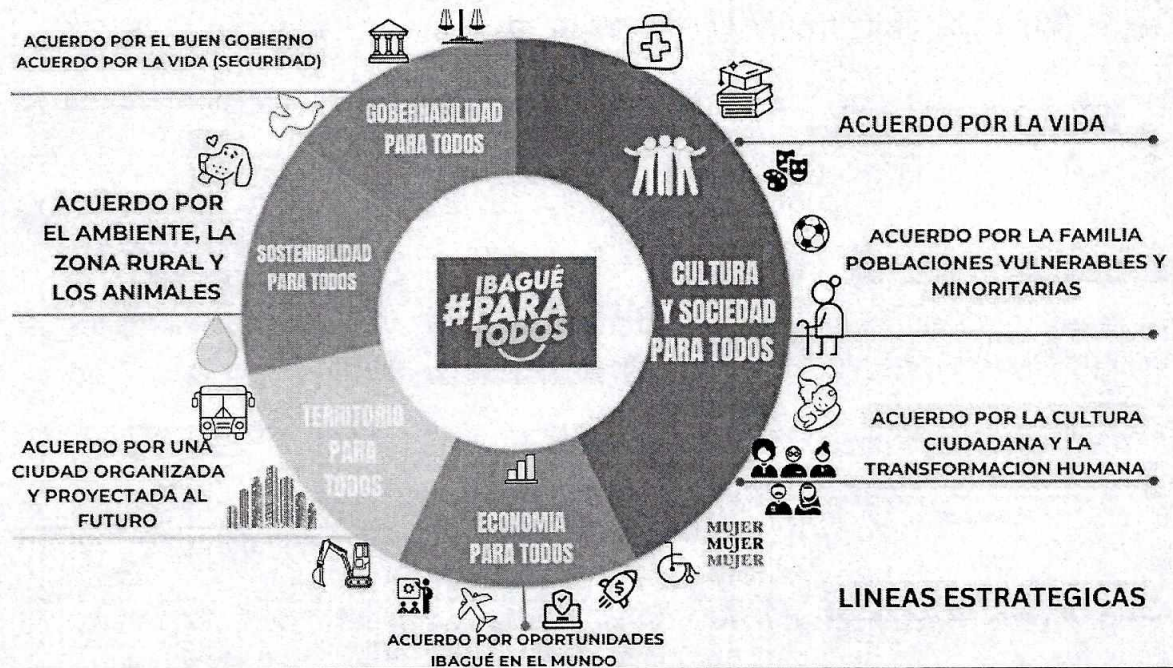 ACUERDO POR EL BUEN GOBIERNO
ACUERDO POR LA VIDA (SEGURIDAD)
GOBERNABILIDAD
PARA TODOS
ACUERDO POR LA VIDA
ACUERDO POR
EL AMBIENTE, LA
ZONA RURAL Y
LOS ANIMALES
SOSTENIBILIDAD
PARA TODOS
IBAGUÉ
#PARA
TODOS
CULTURA
Y SOCIEDAD
PARA TODOS
ACUERDO POR LA FAMILIA
POBLACIONES VULNERABLES Y
MINORITARIAS
ACUERDO POR UNA
CIUDAD ORGANIZADA
Y PROYECTADA AL
FUTURO
TERRITORIO
PARA
TODOS
ACUERDO POR LA CULTURA
CIUDADANA Y LA
TRANSFORMACION HUMANA
ECONOMIA
PARA TODOS
MUJER
MUJER
MUJER
$
LINEAS ESTRATEGICAS
ACUERDO POR OPORTUNIDADES
IBAGUÉ EN EL MUNDO